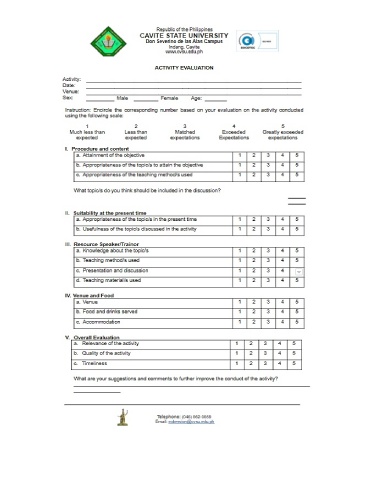 Republic of the Philippines
CAVITE STATE UNIVERSITY
Don Severino de las Alas Campus
Indang, Cavite
www.cvsu.edu.ph
ACTIVITY EVALUATION
Activity:
Date:
Venue:
Sex: Male Female Age:
Instruction: Encircle the corresponding number based on your evaluation on the activity conducted
using the following scale:
1 2 3 4 5
Much less than Less than Matched Exceeded Greatly exceeded
expected expected expectations Expectations expectations
I. Procedure and content
a. Attainment of the objective 1 2 3 4 5
b. Appropriateness of the topic/s to attain the objective 1 2 3 4 5
c. Appropriateness of the teaching method/s used 1 2 3 4 5
What topic/s do you think should be included in the discussion?
II. Suitability at the present time
a. Appropriateness of the topic/s in the present time 1 2 3 4 5
b. Usefulness of the topic/s discussed in the activity 1 2 3 4 5
III. Resource Speaker/Trainor
a. Knowledge about the topic/s 1 2 3 4 5
b. Teaching method/s used 1 2 3 4 5
c. Presentation and discussion 1 2 3 4
d. Teaching material/s used 1 2 3 4 5
IV. Venue and Food
a. Venue 1 2 3 4 5
b. Food and drinks served 1 2 3 4 5
c. Accommodation 1 2 3 4 5
V. Overall Evaluation
a. Relevance of the activity 1 2 3 4 5
b. Quality of the activity 1 2 3 4 5
c. Timeliness 1 2 3 4 5
What are your suggestions and comments to further improve the conduct of the activity?
Telephone: (046)
Email: extension@cvsu.edu.ph